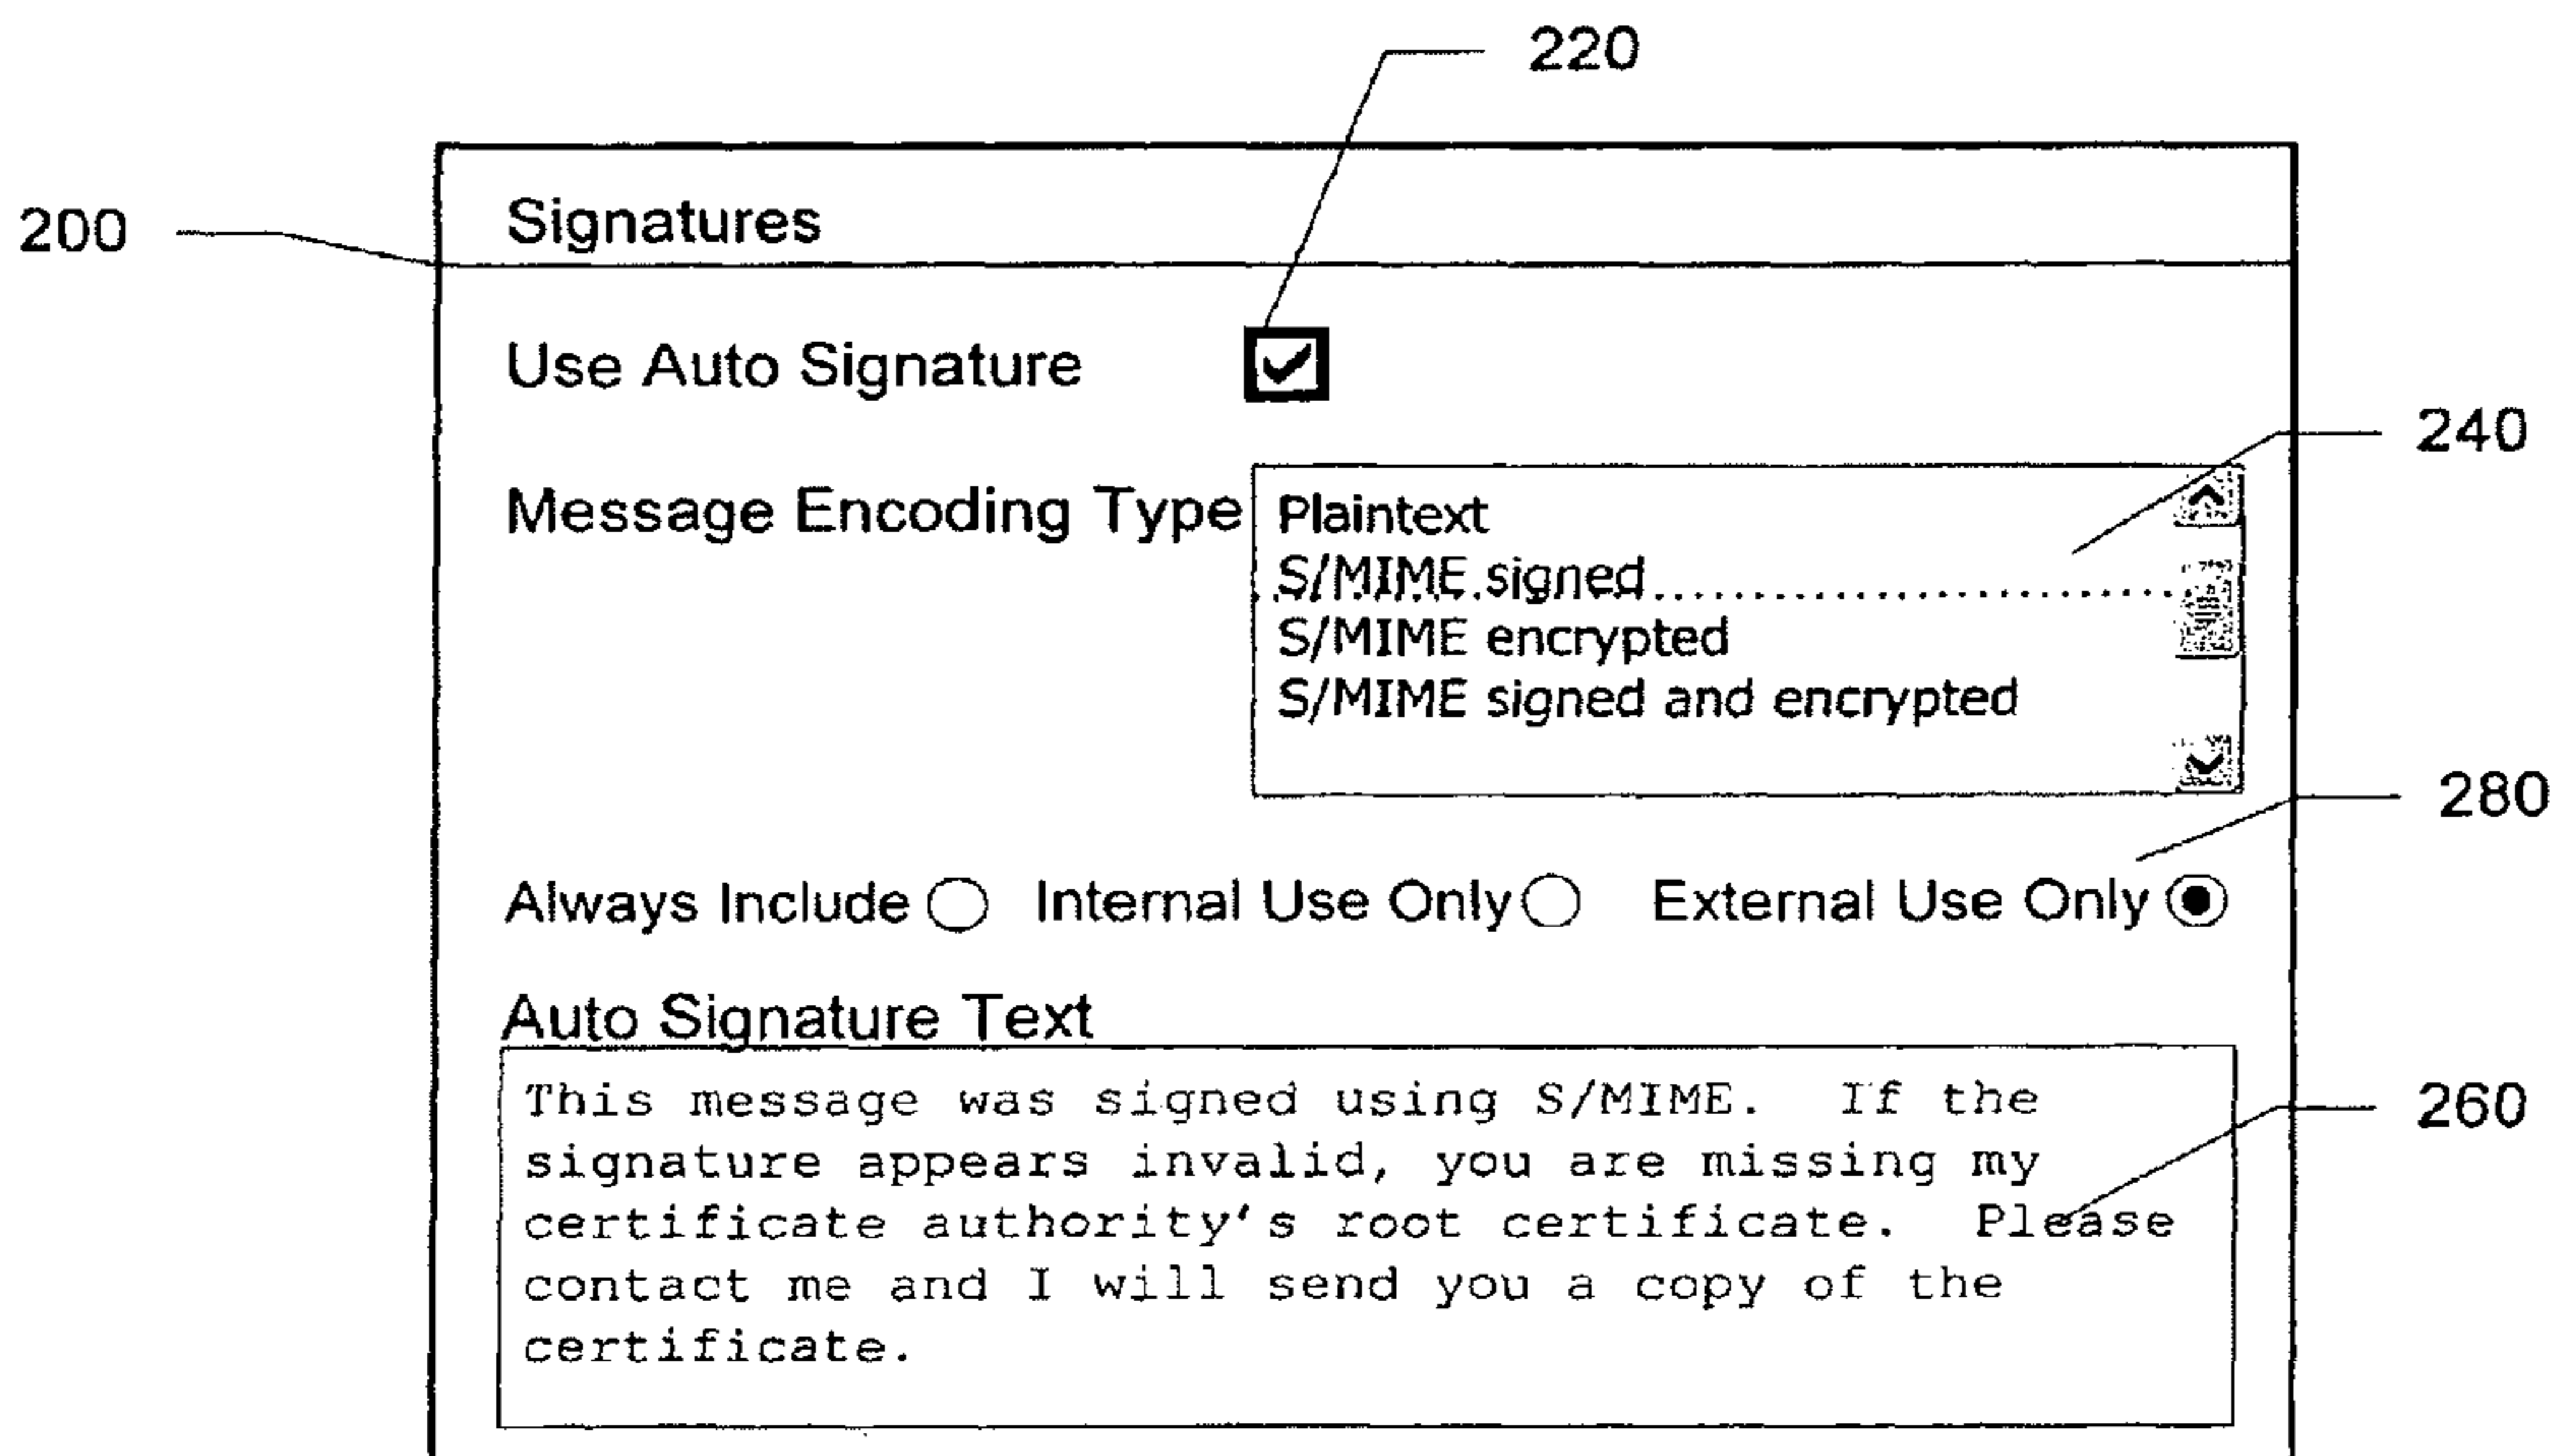 220
200
Signatures
Use Auto Signature
240
Message Encoding Type
Plaintext
S/MIME signed
S/MIME encrypted
S/MIME signed and encrypted
280
Always Include Internal Use Only External Use Only
Auto Signature Text
This message was signed using S/MIME. If the
signature appears invalid, you are missing my
certificate authority's root certificate. Please
contact me and I will send you a copy of the
certificate.
260